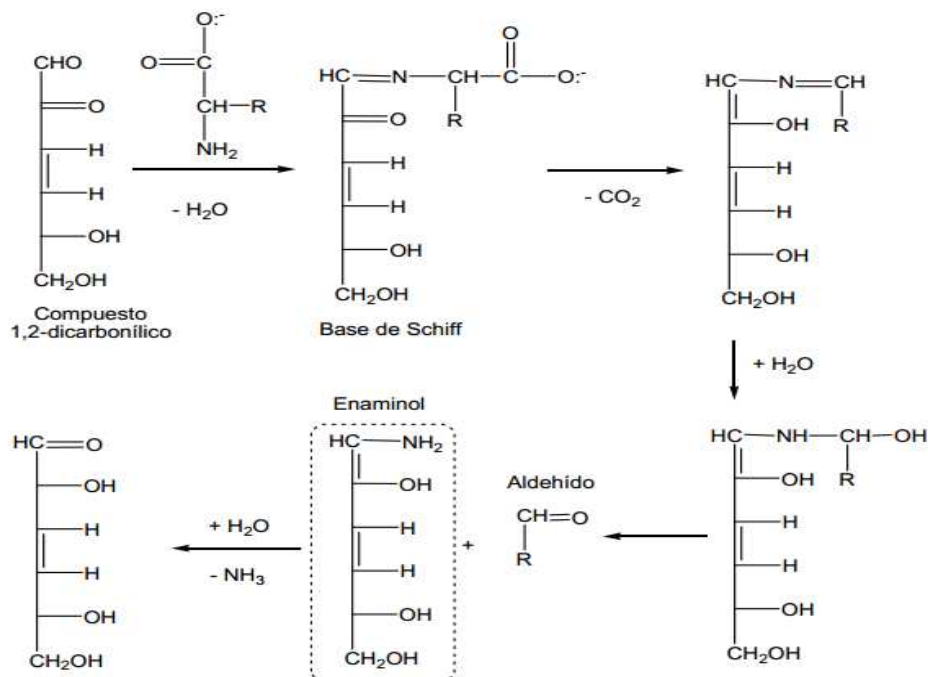 CHO
O
H
H
OH
CH₂OH
Compuesto
1,2-dicarbonílico
O:-
O
C
CH R
NH₂
- H₂O
HC N CH C O:-
O
R
O
H
H
OH
CH₂OH
Base de Schiff
- CO₂
HC N CH
OH R
H
H
OH
CH₂OH
+ H₂O
HC NH CH OH
OH R
H
H
OH
CH₂OH
Aldehído
CH O
R
+
Enaminol
HC NH₂
OH
H
H
OH
CH₂OH
+ H₂O
- NH₃
HC O
OH
H
H
OH
CH₂OH